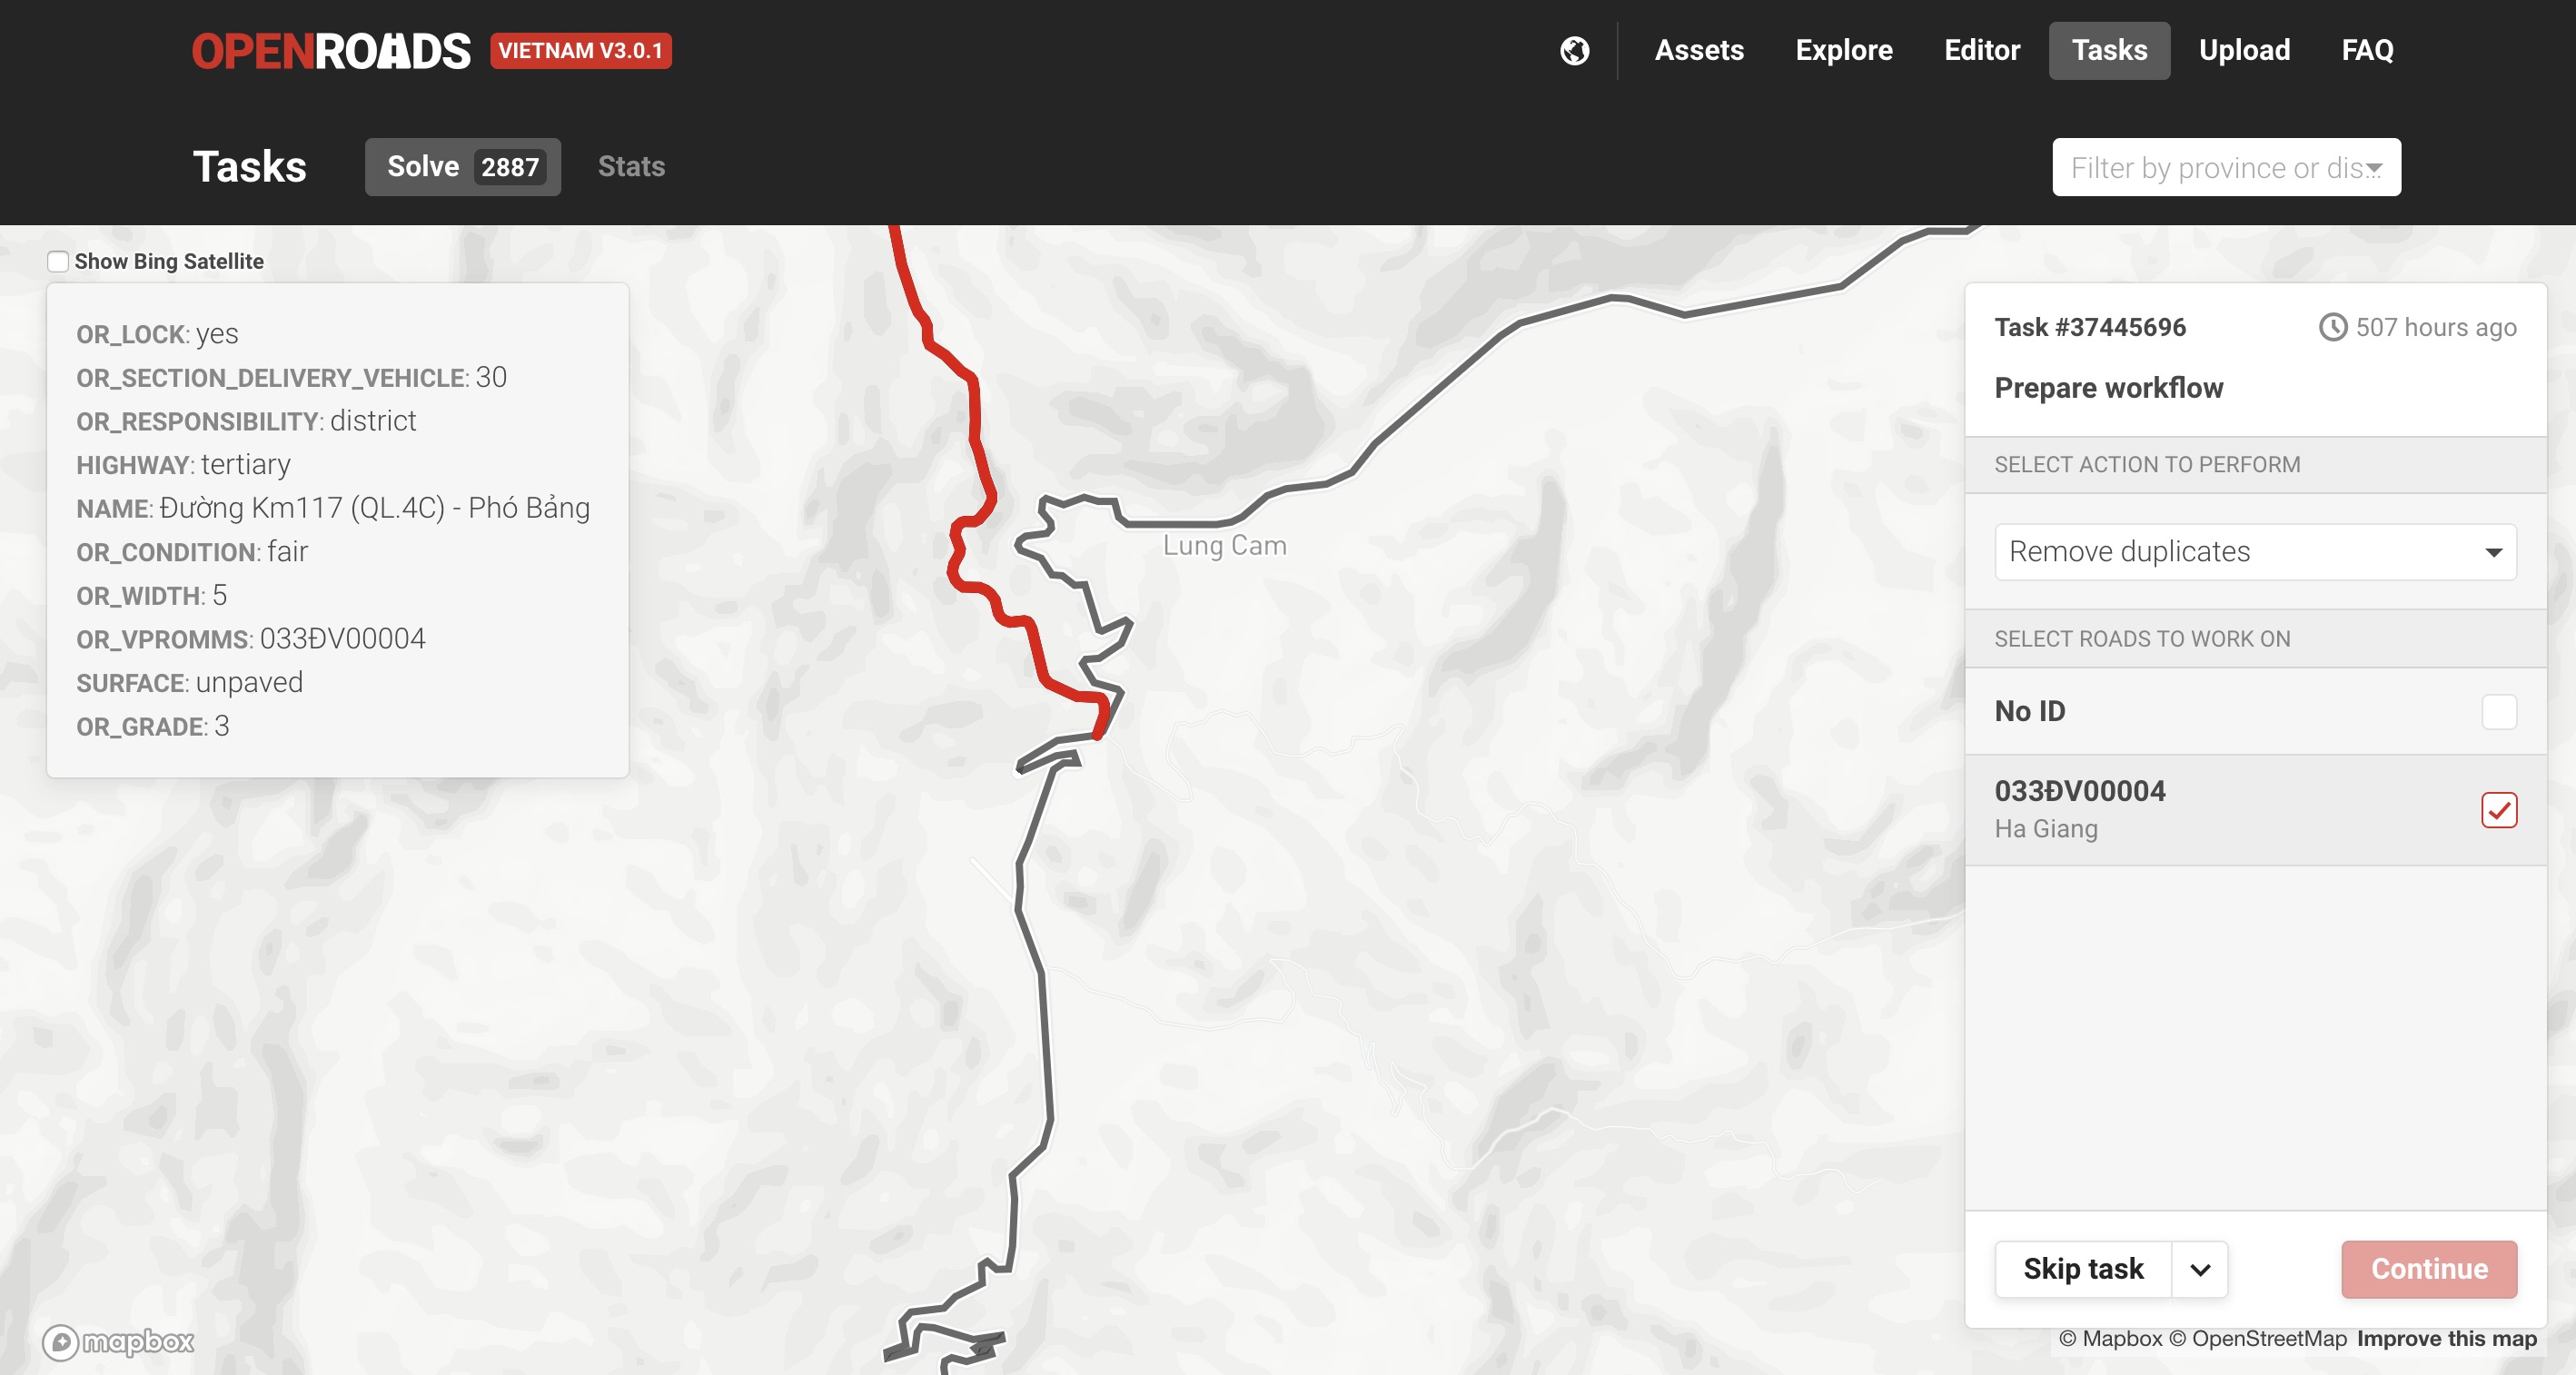 OPENROADS VIETNAM V3.0.1
Assets Explore Editor Tasks Upload FAQ
Tasks Solve 2887 Stats
Filter by province or dis...
Show Bing Satellite
OR_LOCK: yes
OR_SECTION_DELIVERY_VEHICLE: 30
OR_RESPONSIBILITY: district
HIGHWAY: tertiary
NAME: Đường Km117 (QL.4C) - Phó Bảng
OR_CONDITION: fair
OR_WIDTH: 5
OR_VPROMMS: 033ĐV00004
SURFACE: unpaved
OR_GRADE: 3
Lung Cam
Task #37445696 507 hours ago
Prepare workflow
SELECT ACTION TO PERFORM
Remove duplicates
SELECT ROADS TO WORK ON
No ID
033ĐV00004
Ha Giang
Skip task Continue
mapbox
© Mapbox © OpenStreetMap Improve this map